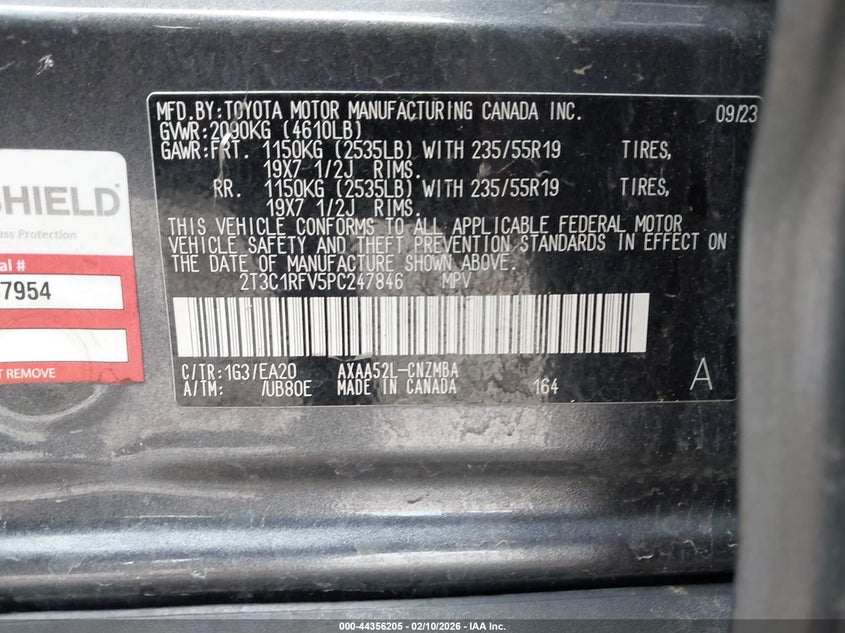 MFD.BY:TOYOTA MOTOR MANUFACTURING CANADA INC. 09/23
GVWR:2090KG (4610LB)
GAWR:FRT. 1150KG (2535LB) WITH 235/55R19 TIRES,
19X7 1/2J RIMS.
RR. 1150KG (2535LB) WITH 235/55R19 TIRES,
19X7 1/2J RIMS.
THIS VEHICLE CONFORMS TO ALL APPLICABLE FEDERAL MOTOR
VEHICLE SAFETY AND THEFT PREVENTION STANDARDS IN EFFECT ON
THE DATE OF MANUFACTURE SHOWN ABOVE.
2T3C1RFV5PC247846 MPV
C/TR:1G3/EA20 AXAA52L-CNZMBA
A/TM: /UB80E MADE IN CANADA 164 A
SHIELD®
ass Protection
al #
7954
T REMOVE
000-44356205 - 02/10/2026 - IAA Inc.